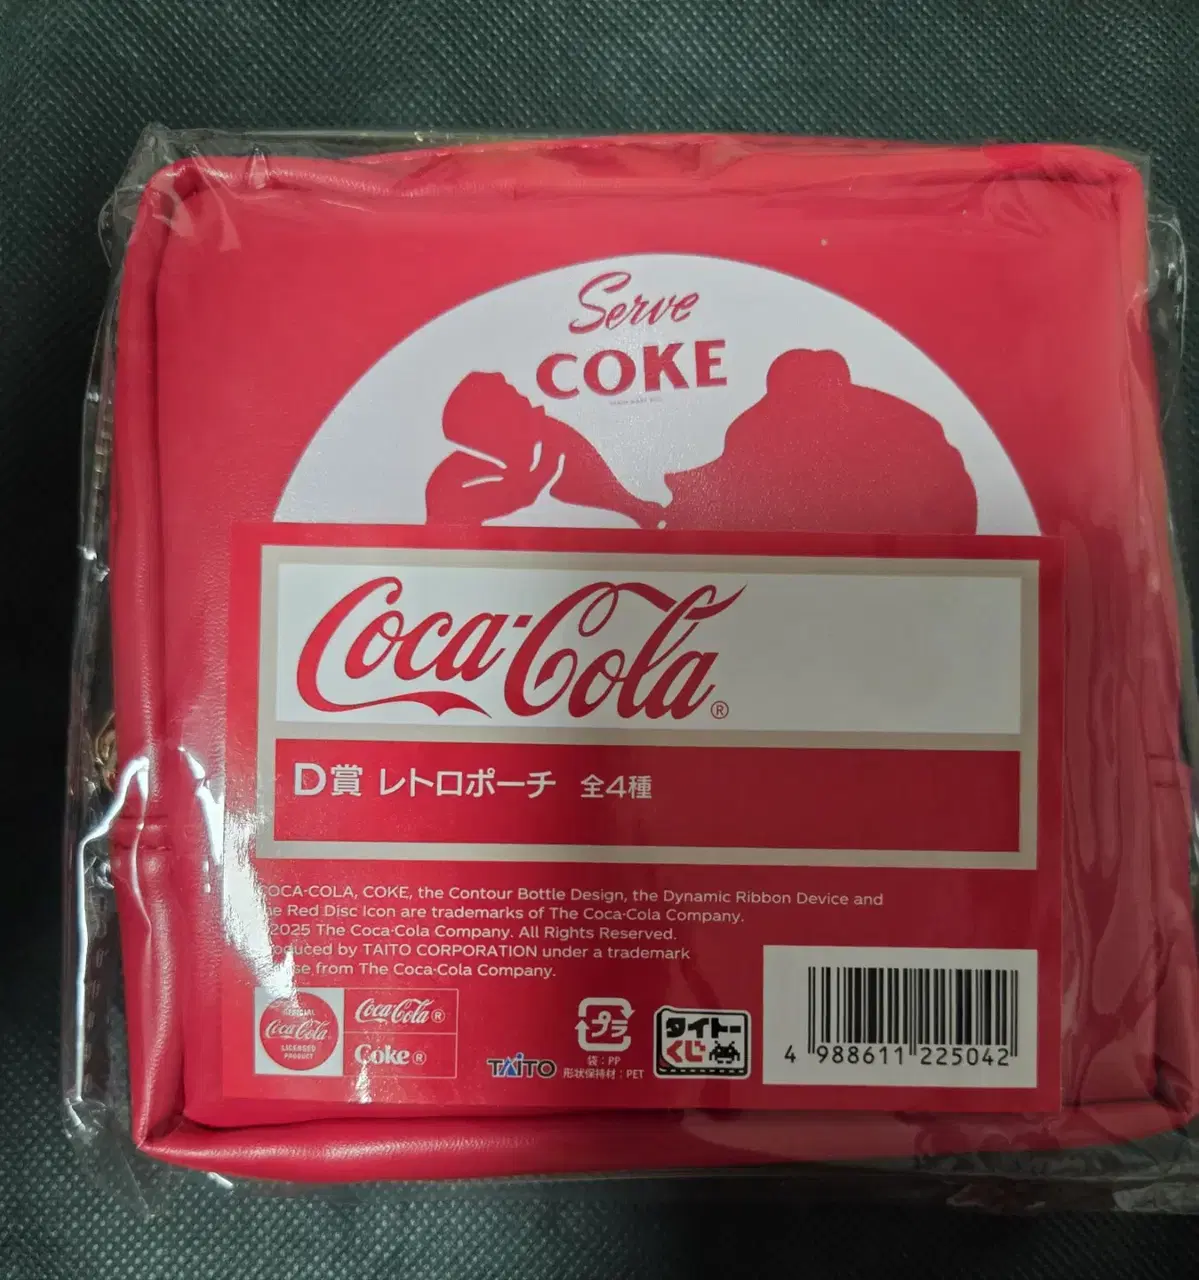 Serve
COKE
Coca-Cola®
D賞 レトロポーチ 全4種
COCA-COLA, COKE, the Contour Bottle Design, the Dynamic Ribbon Device and
the Red Disc Icon are trademarks of The Coca-Cola Company.
2025 The Coca-Cola Company. All Rights Reserved.
Produced by TAITO CORPORATION under a trademark
from The Coca-Cola Company.
Coca-Cola
LICENSED
PRODUCT
Coca-Cola®
Coke®
TAITO
プラ
袋:PP
形状保持材:PET
タイトー
くじ
4 988611 225042